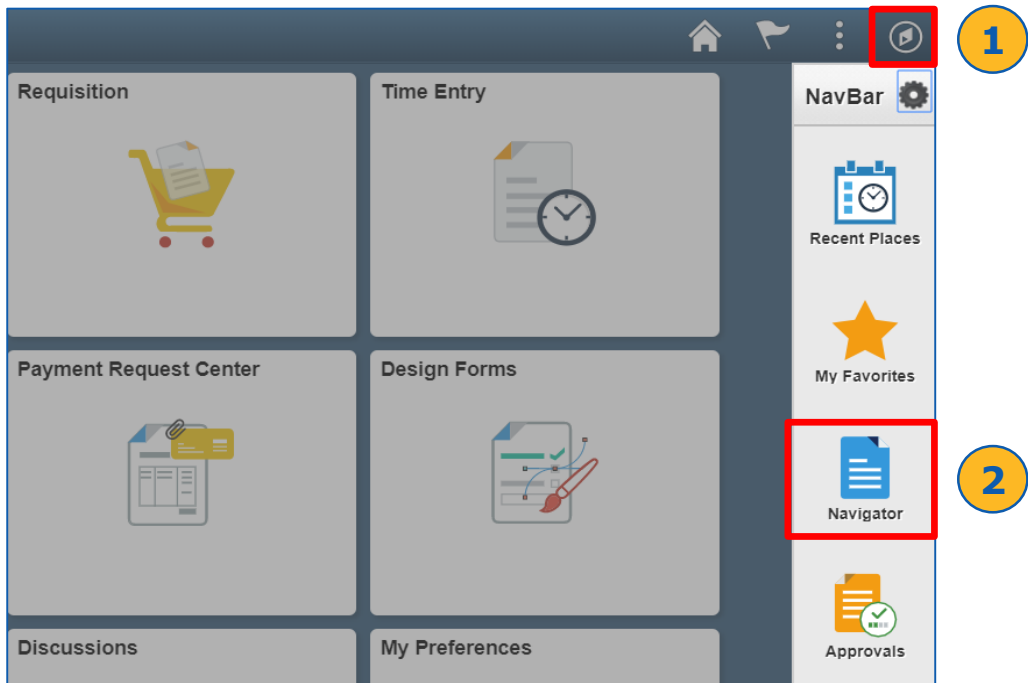 1
Requisition
Time Entry
NavBar
Recent Places
My Favorites
Payment Request Center
Design Forms
2
Navigator
Discussions
My Preferences
Approvals